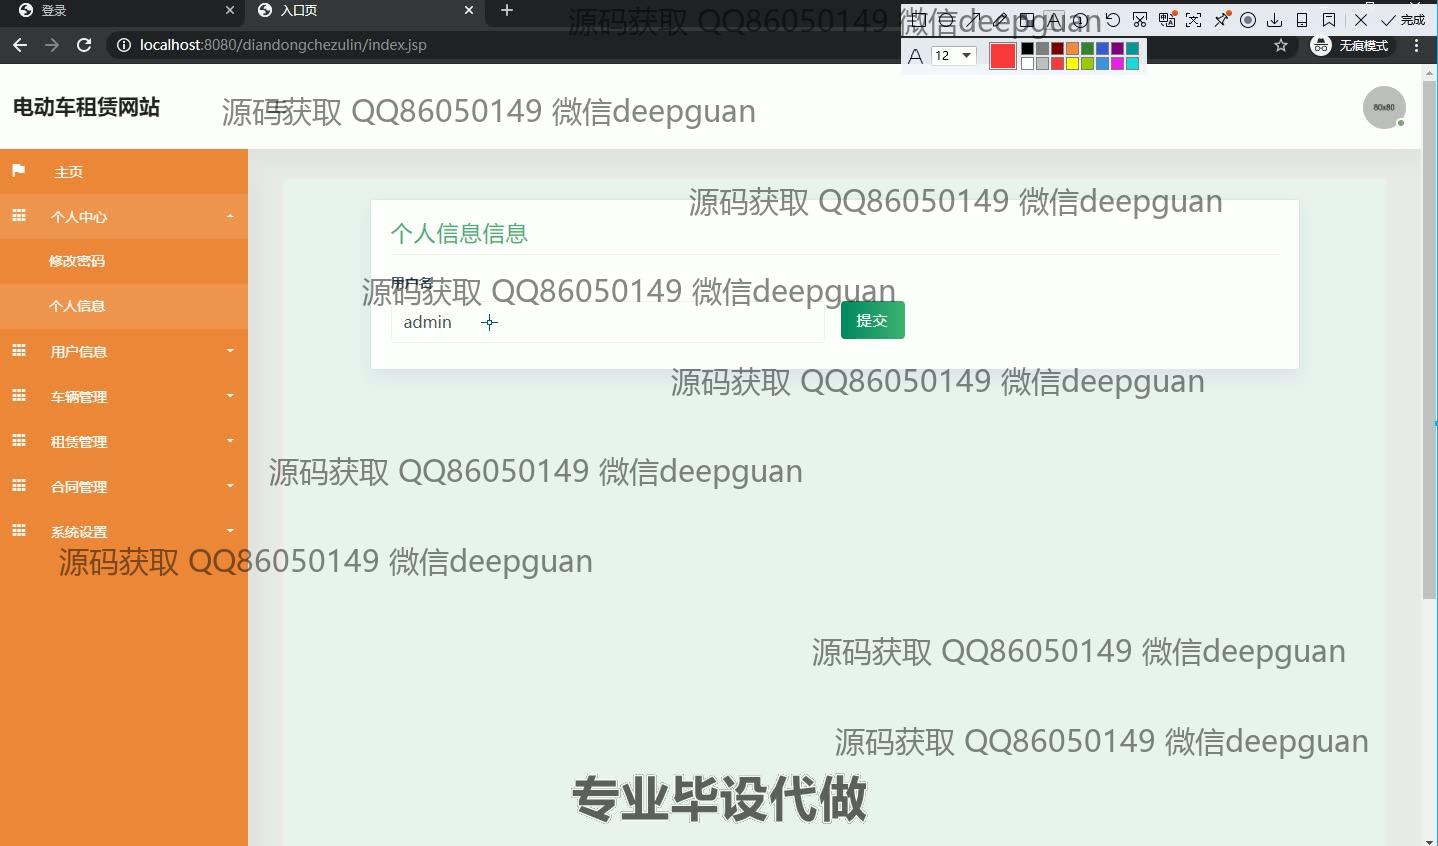 登录
入口页
源码获取 QQ86050149 微信deepguan
完成
localhost:8080/diandongchezulin/index.jsp
12
无痕模式
电动车租赁网站
源码获取 QQ86050149 微信deepguan
80x80
主页
个人中心
源码获取 QQ86050149 微信deepguan
个人信息信息
修改密码
用户名
源码获取 QQ86050149 微信deepguan
个人信息
admin
提交
用户信息
源码获取 QQ86050149 微信deepguan
车辆管理
租赁管理
源码获取 QQ86050149 微信deepguan
合同管理
系统设置
源码获取 QQ86050149 微信deepguan
源码获取 QQ86050149 微信deepguan
源码获取 QQ86050149 微信deepguan
专业毕设代做